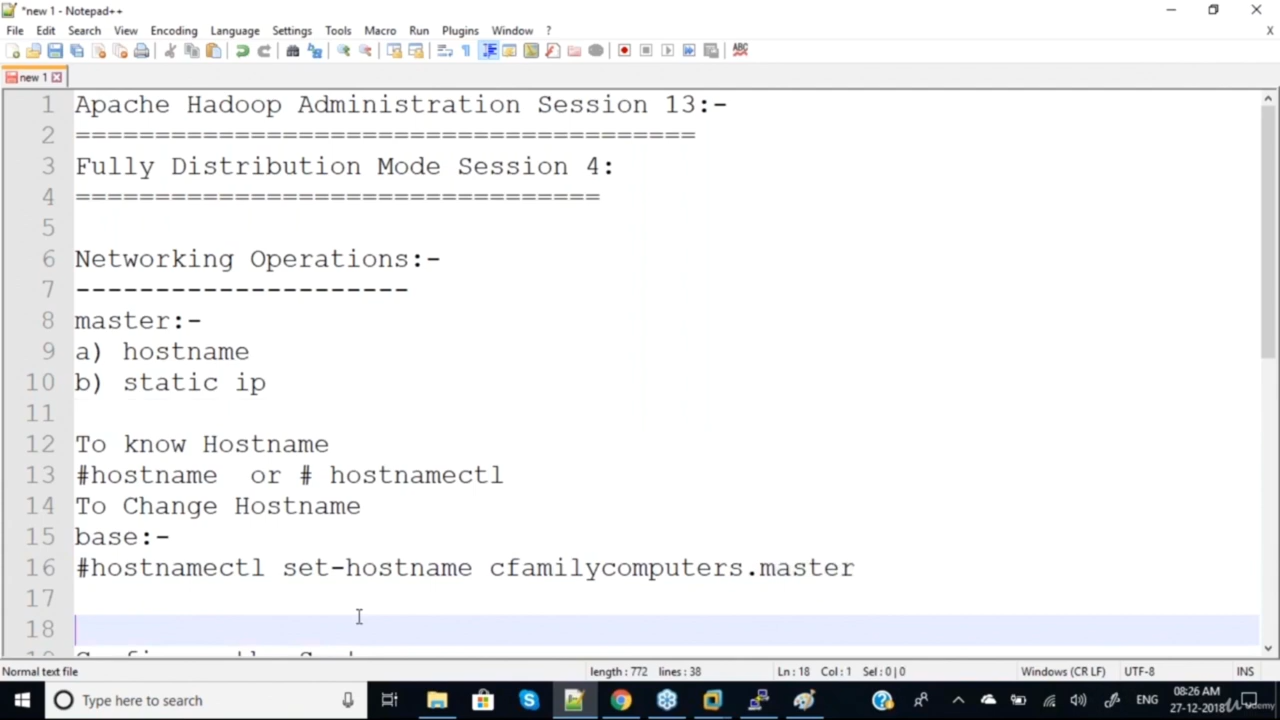 *new 1 - Notepad++
File Edit Search View Encoding Language Settings Tools Macro Run Plugins Window ? X
new 1
1 Apache Hadoop Administration Session 13:-
2 =======================================
3 Fully Distribution Mode Session 4:
4 =================================
5
6 Networking Operations:-
7 ---------------------
8 master:-
9 a) hostname
10 b) static ip
11
12 To know Hostname
13 #hostname  or # hostnamectl
14 To Change Hostname
15 base:-
16 #hostnamectl set-hostname cfamilycomputers.master
17
18
Normal text file length : 772 lines : 38 Ln : 18 Col : 1 Sel : 0 | 0 Windows (CR LF) UTF-8 INS
Type here to search ENG 08:26 AM
27-12-2018
Udemy